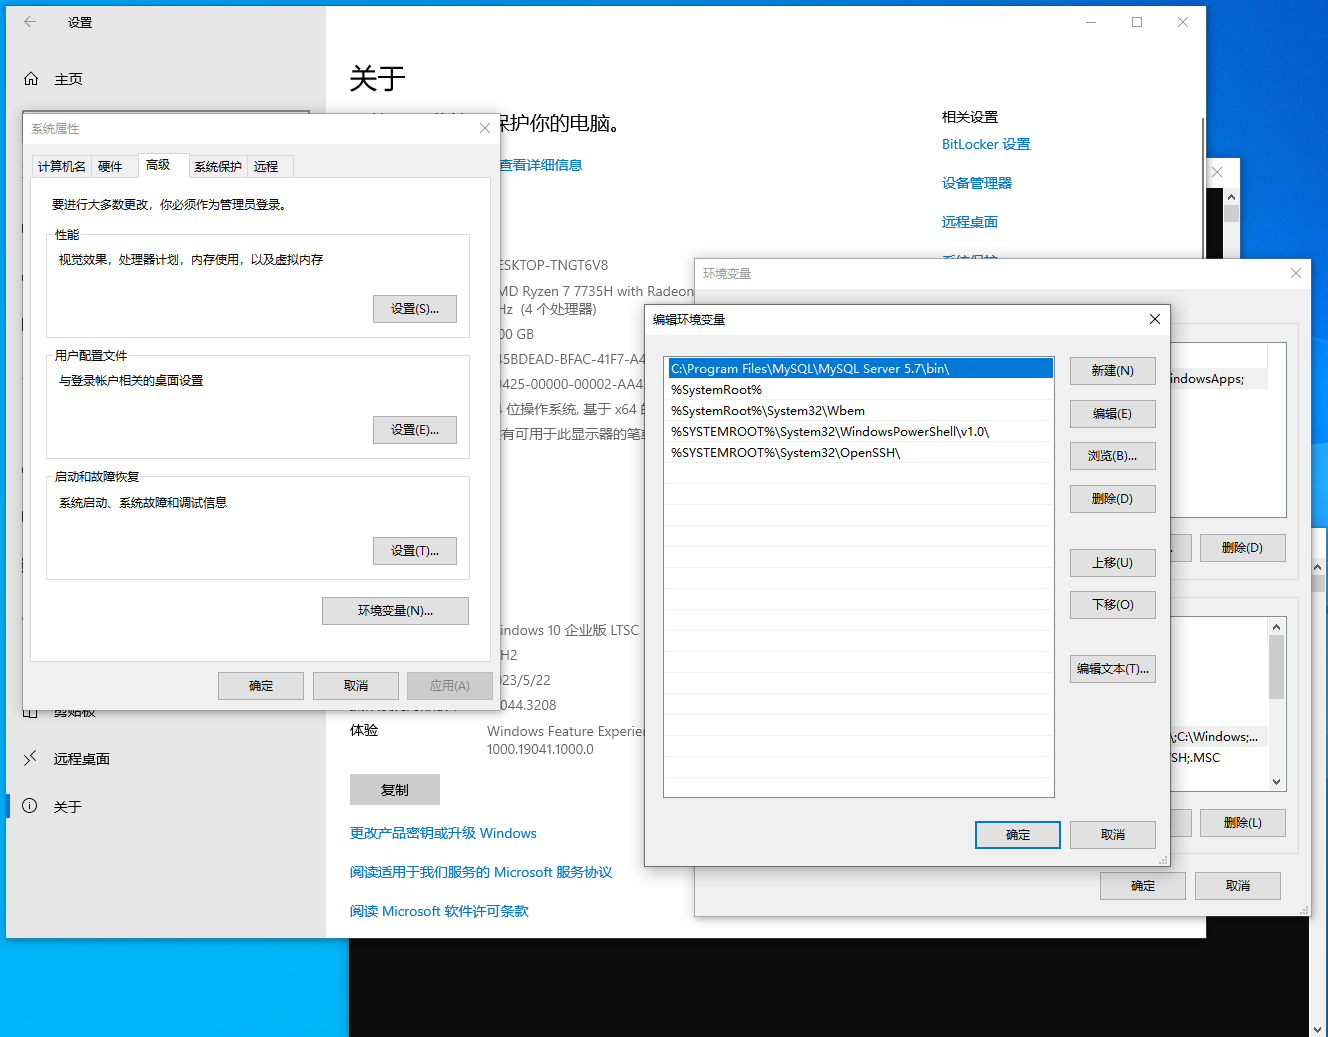 设置
主页
关于
保护你的电脑。
查看详细信息
相关设置
BitLocker 设置
设备管理器
远程桌面
系统属性
计算机名
硬件
高级
系统保护
远程
要进行大多数更改，你必须作为管理员登录。
性能
视觉效果，处理器计划，内存使用，以及虚拟内存
设置(S)...
用户配置文件
与登录帐户相关的桌面设置
设置(E)...
启动和故障恢复
系统启动、系统故障和调试信息
设置(T)...
环境变量(N)...
确定
取消
应用(A)
ESKTOP-TNGT6V8
MD Ryzen 7 7735H with Radeon
Hz (4 个处理器)
00 GB
45BDEAD-BFAC-41F7-A4
0425-00000-00002-AA4
4 位操作系统, 基于 x64 的
没有可用于此显示器的笔或
indows 10 企业版 LTSC
H2
023/5/22
044.3208
体验
Windows Feature Experien
1000.19041.1000.0
复制
更改产品密钥或升级 Windows
阅读适用于我们服务的 Microsoft 服务协议
阅读 Microsoft 软件许可条款
剪贴板
远程桌面
关于
环境变量
indowsApps;
删除(D)
\;C:\Windows;...
SH;.MSC
删除(L)
确定
取消
编辑环境变量
C:\Program Files\MySQL\MySQL Server 5.7\bin\
%SystemRoot%
%SystemRoot%\System32\Wbem
%SYSTEMROOT%\System32\WindowsPowerShell\v1.0\
%SYSTEMROOT%\System32\OpenSSH\
新建(N)
编辑(E)
浏览(B)...
删除(D)
上移(U)
下移(O)
编辑文本(T)...
确定
取消